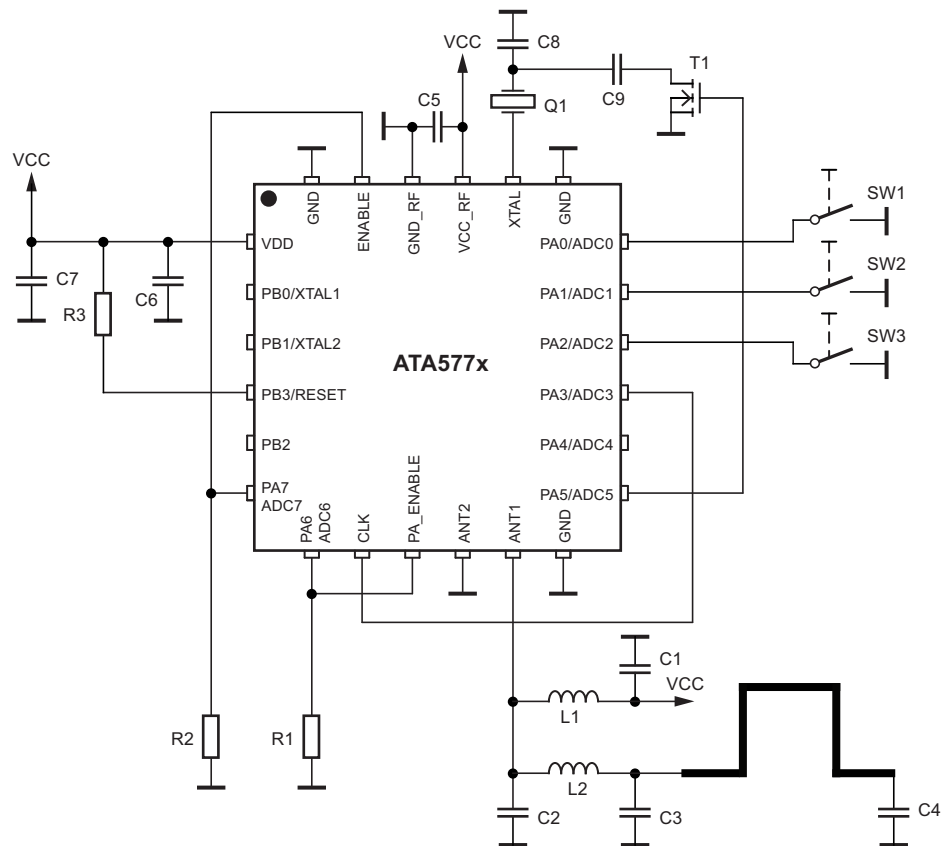 C8
VCC
T1
C5
Q1
C9
VCC
GND
ENABLE
GND_RF
VCC_RF
XTAL
GND
SW1
VDD
PA0/ADC0
C7
C6
R3
PB0/XTAL1
PA1/ADC1
SW2
PB1/XTAL2
PA2/ADC2
SW3
ATA577x
PB3/RESET
PA3/ADC3
PB2
PA4/ADC4
PA7
ADC7
PA5/ADC5
PA6
ADC6
CLK
PA_ENABLE
ANT2
ANT1
GND
C1
VCC
L1
R2
R1
L2
C2
C3
C4